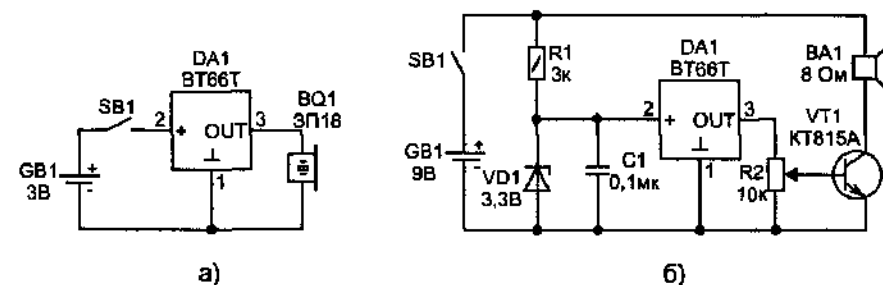 DA1
BT66T
SB1
2
3
+
OUT
⊥
1
BQ1
ЗП18
GB1
3В
+
-
а)
SB1
R1
3к
DA1
BT66T
2
3
+
OUT
⊥
1
BA1
8 Ом
VT1
КТ815А
GB1
9В
+
-
VD1
3,3В
C1
0,1мк
R2
10к
б)